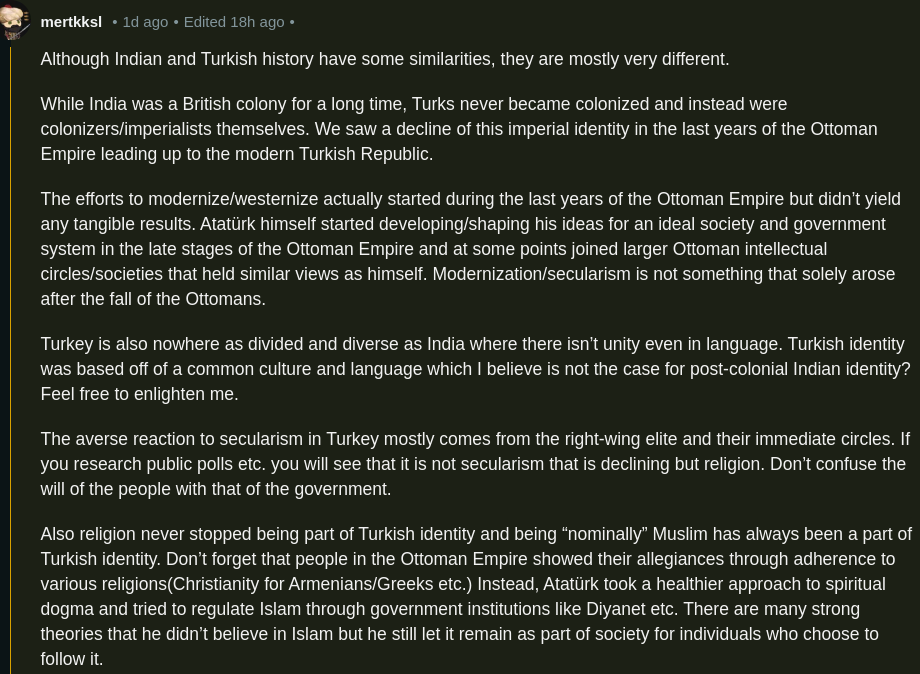 mertkksl • 1d ago • Edited 18h ago •
Although Indian and Turkish history have some similarities, they are mostly very different.
While India was a British colony for a long time, Turks never became colonized and instead were
colonizers/imperialists themselves. We saw a decline of this imperial identity in the last years of the Ottoman
Empire leading up to the modern Turkish Republic.
The efforts to modernize/westernize actually started during the last years of the Ottoman Empire but didn’t yield
any tangible results. Atatürk himself started developing/shaping his ideas for an ideal society and government
system in the late stages of the Ottoman Empire and at some points joined larger Ottoman intellectual
circles/societies that held similar views as himself. Modernization/secularism is not something that solely arose
after the fall of the Ottomans.
Turkey is also nowhere as divided and diverse as India where there isn’t unity even in language. Turkish identity
was based off of a common culture and language which I believe is not the case for post-colonial Indian identity?
Feel free to enlighten me.
The averse reaction to secularism in Turkey mostly comes from the right-wing elite and their immediate circles. If
you research public polls etc. you will see that it is not secularism that is declining but religion. Don’t confuse the
will of the people with that of the government.
Also religion never stopped being part of Turkish identity and being “nominally” Muslim has always been a part of
Turkish identity. Don’t forget that people in the Ottoman Empire showed their allegiances through adherence to
various religions(Christianity for Armenians/Greeks etc.) Instead, Atatürk took a healthier approach to spiritual
dogma and tried to regulate Islam through government institutions like Diyanet etc. There are many strong
theories that he didn’t believe in Islam but he still let it remain as part of society for individuals who choose to
follow it.